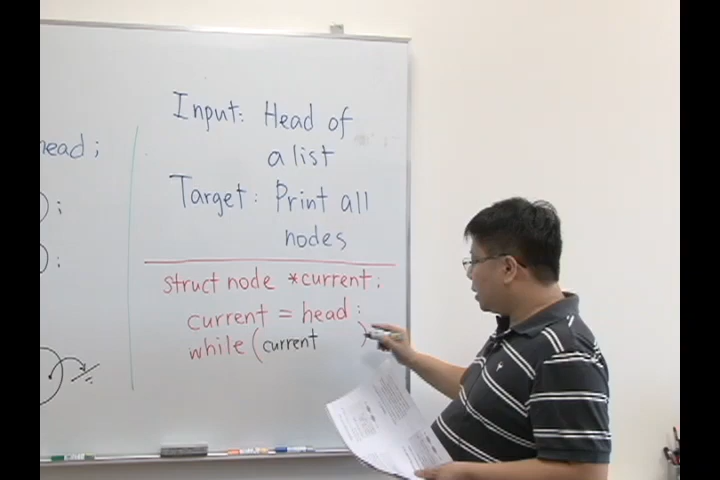 head;
);
);
Input: Head of
a list
Target: Print all
nodes
struct node *current;
current = head;
while (current )